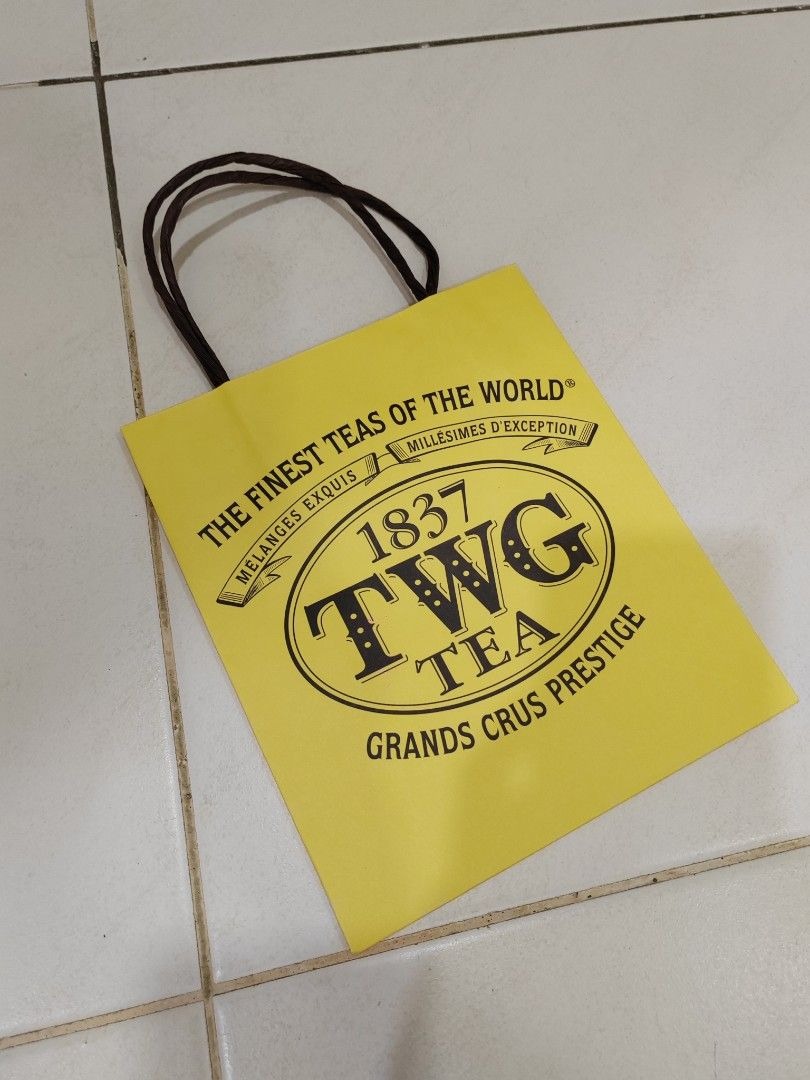 THE FINEST TEAS OF THE WORLD®
MÉLANGES EXQUIS
MILLÉSIMES D'EXCEPTION
1837
TWG
TEA
GRANDS CRUS PRESTIGE